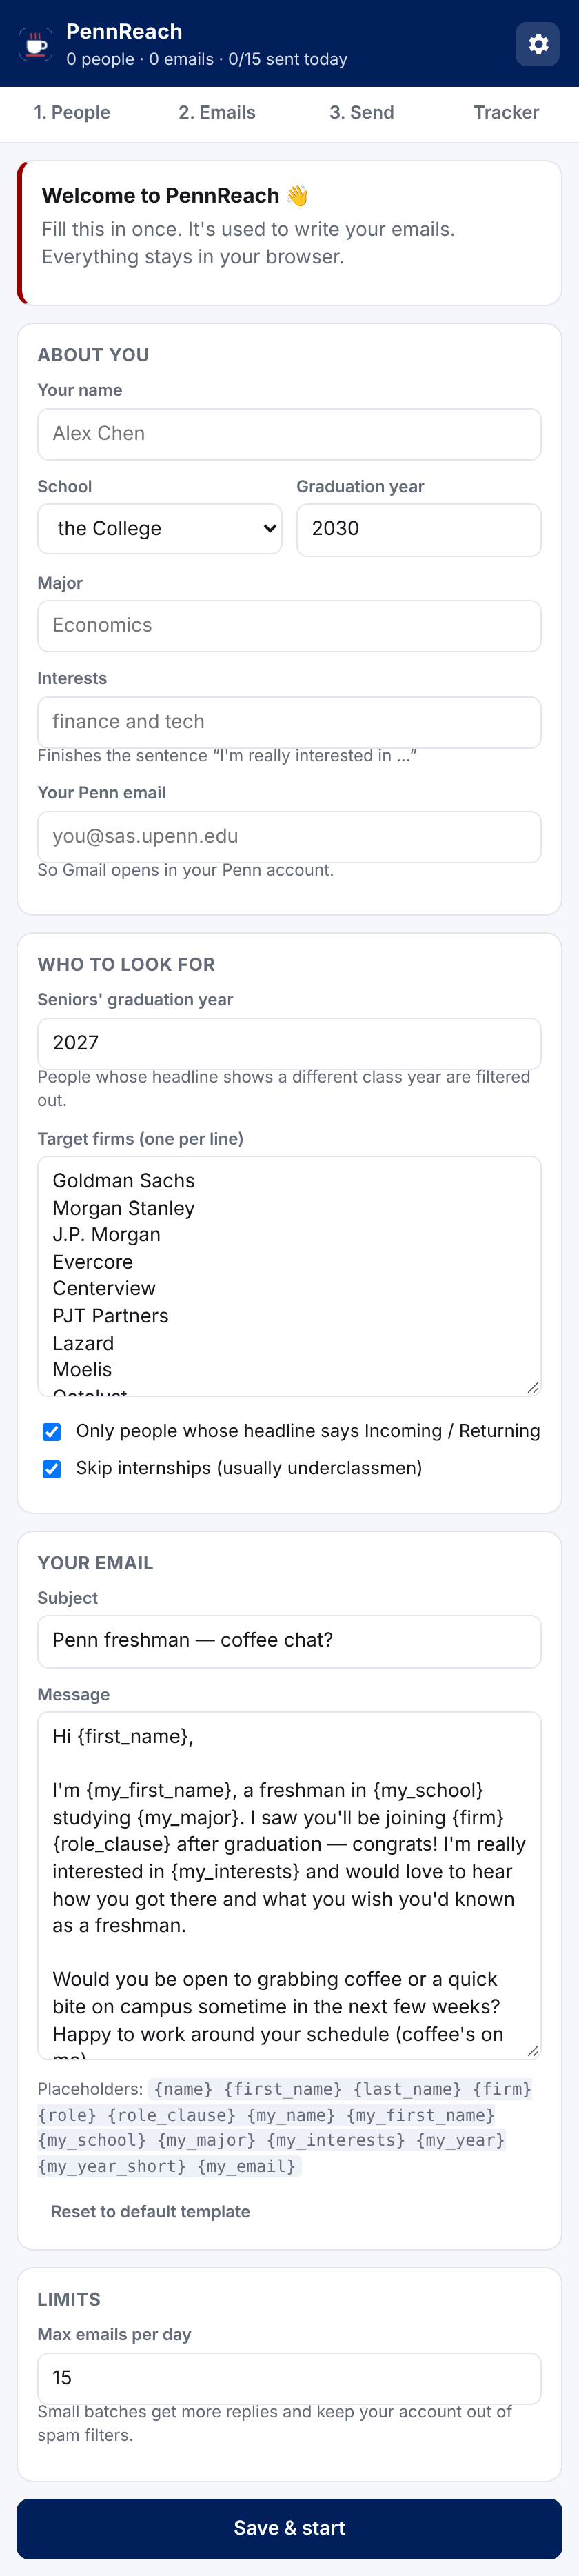 PennReach
0 people · 0 emails · 0/15 sent today
1. People
2. Emails
3. Send
Tracker
Welcome to PennReach 👋
Fill this in once. It's used to write your emails.
Everything stays in your browser.
ABOUT YOU
Your name
Alex Chen
School
Graduation year
the College
2030
Major
Economics
Interests
finance and tech
Finishes the sentence “I'm really interested in ...”
Your Penn email
you@sas.upenn.edu
So Gmail opens in your Penn account.
WHO TO LOOK FOR
Seniors' graduation year
2027
People whose headline shows a different class year are filtered
out.
Target firms (one per line)
Goldman Sachs
Morgan Stanley
J.P. Morgan
Evercore
Centerview
PJT Partners
Lazard
Moelis
Only people whose headline says Incoming / Returning
Skip internships (usually underclassmen)
YOUR EMAIL
Subject
Penn freshman — coffee chat?
Message
Hi {first_name},
I'm {my_first_name}, a freshman in {my_school}
studying {my_major}. I saw you'll be joining {firm}
{role_clause} after graduation — congrats! I'm really
interested in {my_interests} and would love to hear
how you got there and what you wish you'd known
as a freshman.
Would you be open to grabbing coffee or a quick
bite on campus sometime in the next few weeks?
Happy to work around your schedule (coffee's on
Placeholders: {name} {first_name} {last_name} {firm}
{role} {role_clause} {my_name} {my_first_name}
{my_school} {my_major} {my_interests} {my_year}
{my_year_short} {my_email}
Reset to default template
LIMITS
Max emails per day
15
Small batches get more replies and keep your account out of
spam filters.
Save & start